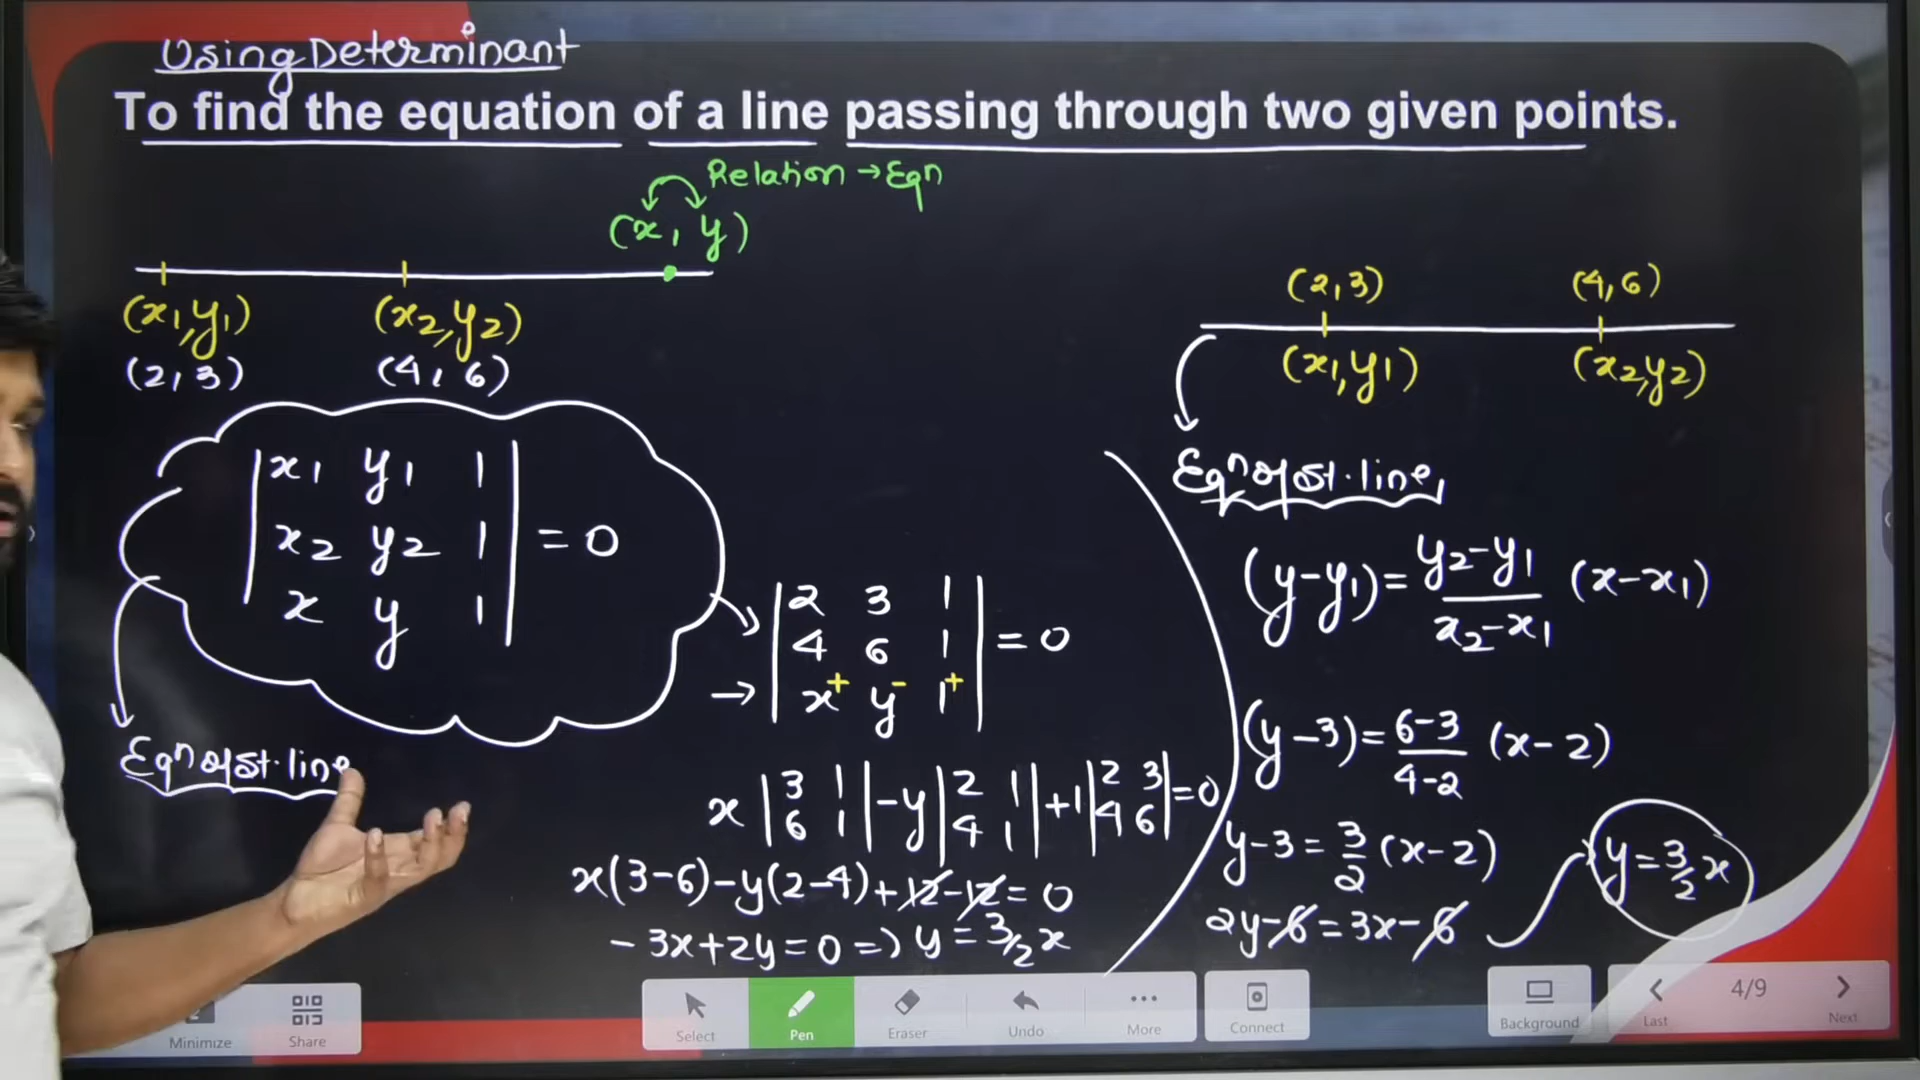 Using Determinant
To find the equation of a line passing through two given points.
Relation → Eqn
(x, y)
(x1, y1) (x2, y2)
(2, 3) (4, 6)
| x1 y1 1 |
| x2 y2 1 | = 0
| x y 1 |
Eqn of st. line
| 2 3 1 |
| 4 6 1 | = 0
→ | x+ y- 1+ |
x | 3 1 | - y | 2 1 | + 1 | 2 3 | = 0
| 6 1 | | 4 1 | | 4 6 |
x(3-6) - y(2-4) + 12 - 12 = 0
- 3x + 2y = 0 => y = 3/2 x
(2, 3) (4, 6)
(x1, y1) (x2, y2)
Eqn of st. line,
(y - y1) = y2 - y1 / x2 - x1 (x - x1)
(y - 3) = 6-3 / 4-2 (x - 2)
y - 3 = 3/2 (x - 2)
2y - 6 = 3x - 6
y = 3/2 x
Minimize Share Select Pen Eraser Undo More Connect Background Last 4/9 Next